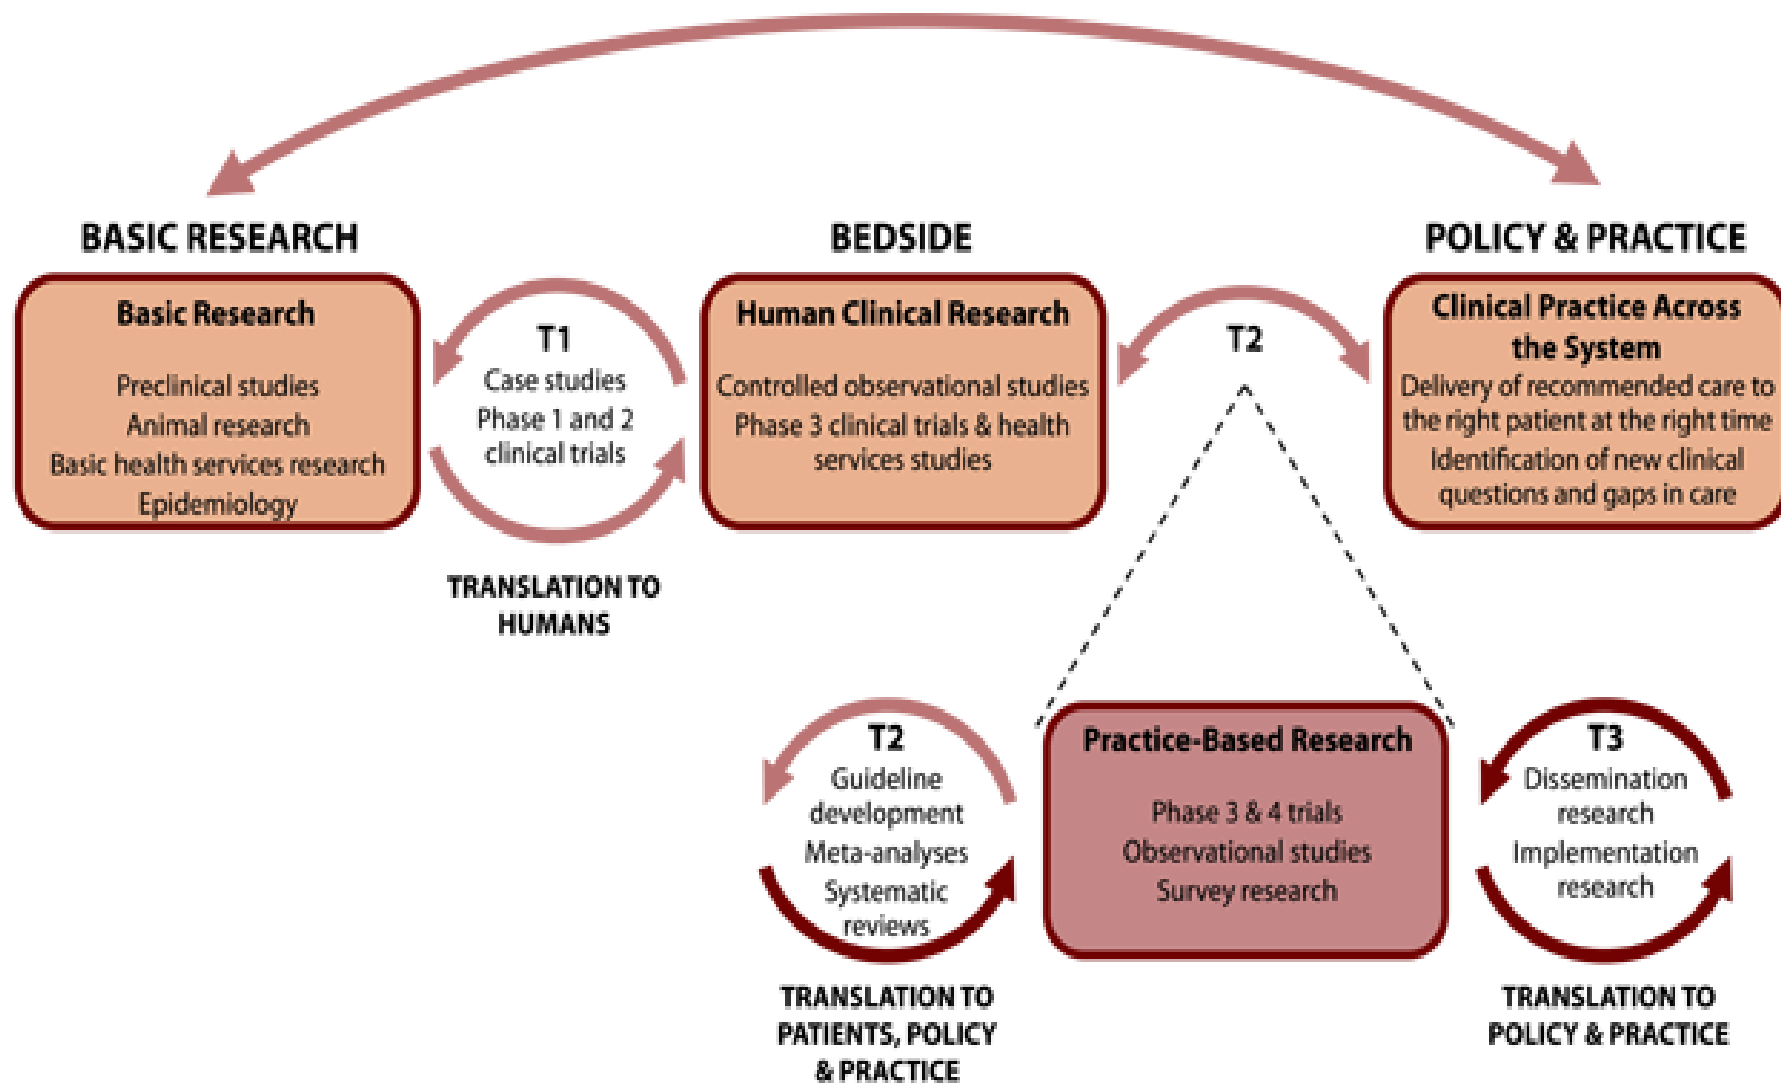 BASIC RESEARCH
Basic Research
Preclinical studies
Animal research
Basic health services research
Epidemiology
T1
Case studies
Phase 1 and 2
clinical trials
TRANSLATION TO
HUMANS
BEDSIDE
Human Clinical Research
Controlled observational studies
Phase 3 clinical trials & health
services studies
T2
POLICY & PRACTICE
Clinical Practice Across
the System
Delivery of recommended care to
the right patient at the right time
Identification of new clinical
questions and gaps in care
T2
Guideline
development
Meta-analyses
Systematic
reviews
TRANSLATION TO
PATIENTS, POLICY
& PRACTICE
Practice-Based Research
Phase 3 & 4 trials
Observational studies
Survey research
T3
Dissemination
research
Implementation
research
TRANSLATION TO
POLICY & PRACTICE